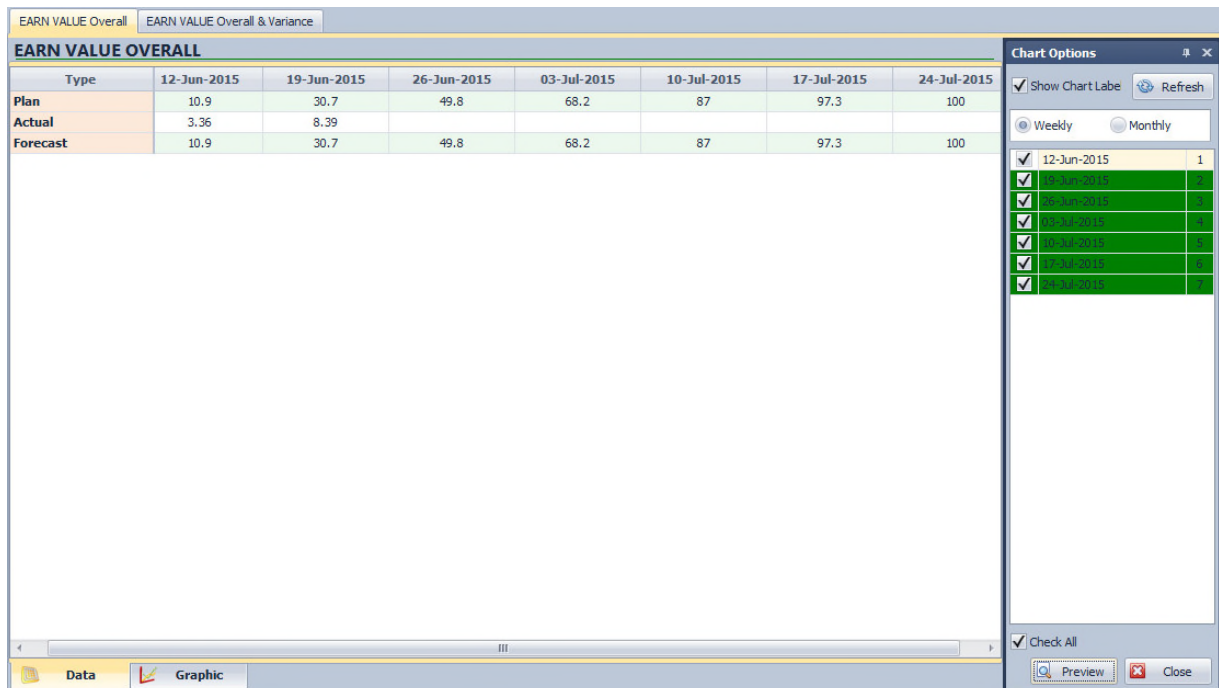 EARN VALUE Overall EARN VALUE Overall & Variance
EARN VALUE OVERALL
Type 12-Jun-2015 19-Jun-2015 26-Jun-2015 03-Jul-2015 10-Jul-2015 17-Jul-2015 24-Jul-2015
Plan 10.9 30.7 49.8 68.2 87 97.3 100
Actual 3.36 8.39
Forecast 10.9 30.7 49.8 68.2 87 97.3 100
Data Graphic
Chart Options
Show Chart Labe Refresh
Weekly Monthly
12-Jun-2015 1
19-Jun-2015 2
26-Jun-2015 3
03-Jul-2015 4
10-Jul-2015 5
17-Jul-2015 6
24-Jul-2015 7
Check All
Preview Close